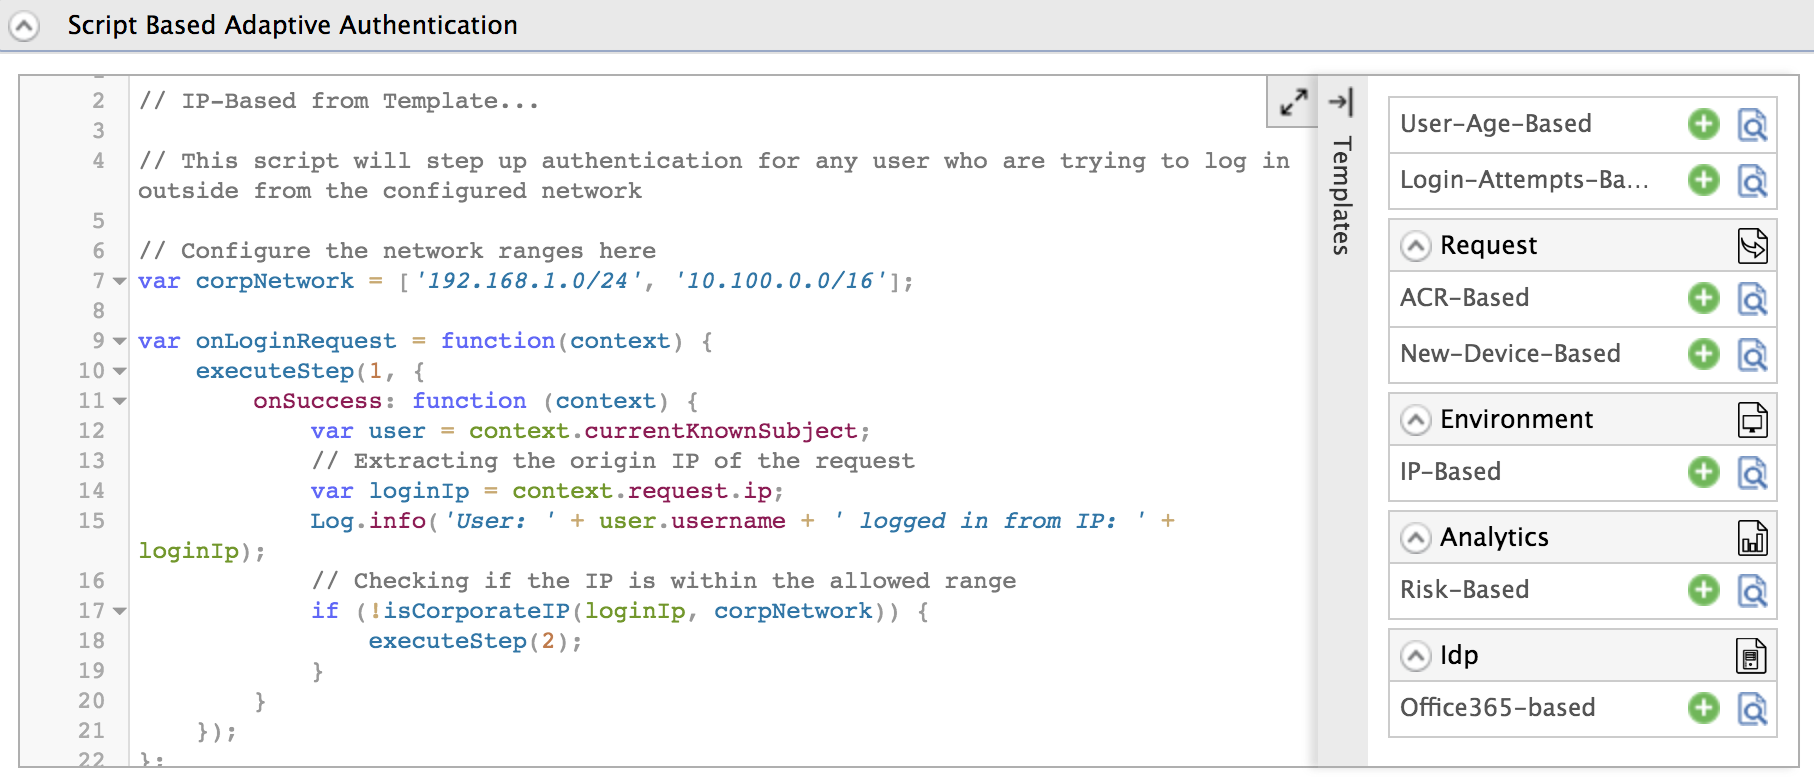 Script Based Adaptive Authentication
2 // IP-Based from Template...
3
4 // This script will step up authentication for any user who are trying to log in
outside from the configured network
5
6 // Configure the network ranges here
7 var corpNetwork = ['192.168.1.0/24', '10.100.0.0/16'];
8
9 var onLoginRequest = function(context) {
10 executeStep(1, {
11 onSuccess: function (context) {
12 var user = context.currentKnownSubject;
13 // Extracting the origin IP of the request
14 var loginIp = context.request.ip;
15 Log.info('User: ' + user.username + ' logged in from IP: ' +
loginIp);
16 // Checking if the IP is within the allowed range
17 if (!isCorporateIP(loginIp, corpNetwork)) {
18 executeStep(2);
19 }
20 }
21 });
22 };
Templates
User-Age-Based
Login-Attempts-Ba...
Request
ACR-Based
New-Device-Based
Environment
IP-Based
Analytics
Risk-Based
Idp
Office365-based